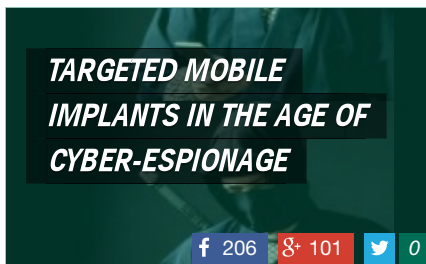 TARGETED MOBILE
IMPLANTS IN THE AGE OF
CYBER-ESPIONAGE
f 206 g+ 101 0